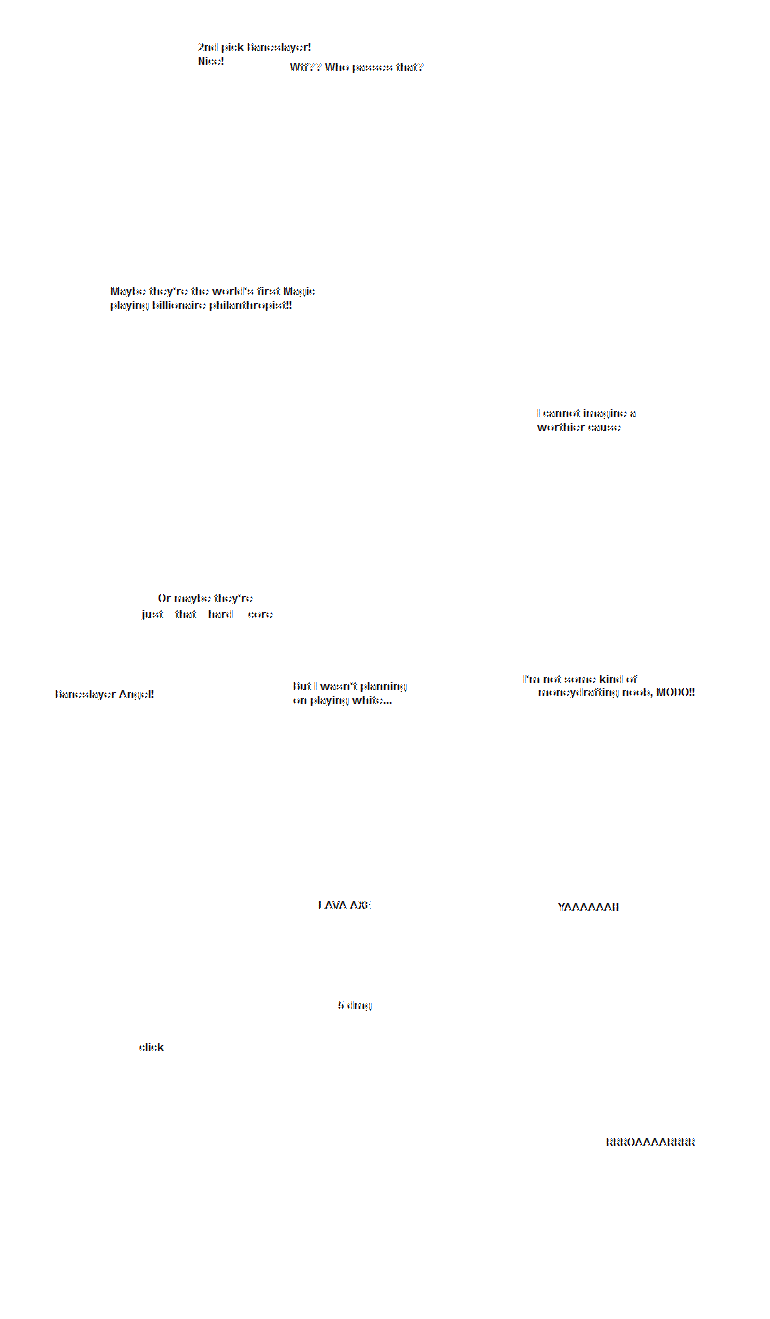 2nd pick Baneslayer!
Nice!
Wtf?? Who passes that?
Maybe they're the world's first Magic
playing billionaire philanthropist!!
I cannot imagine a
worthier cause
Or maybe they're
just that hard core
Baneslayer Angel!
But I wasn't planning
on playing white...
I'm not some kind of
moneydrafting noob, MODO!!
LAVA AXE
YAAAAAAH
5 dmg
click
RRROAAAARRRR